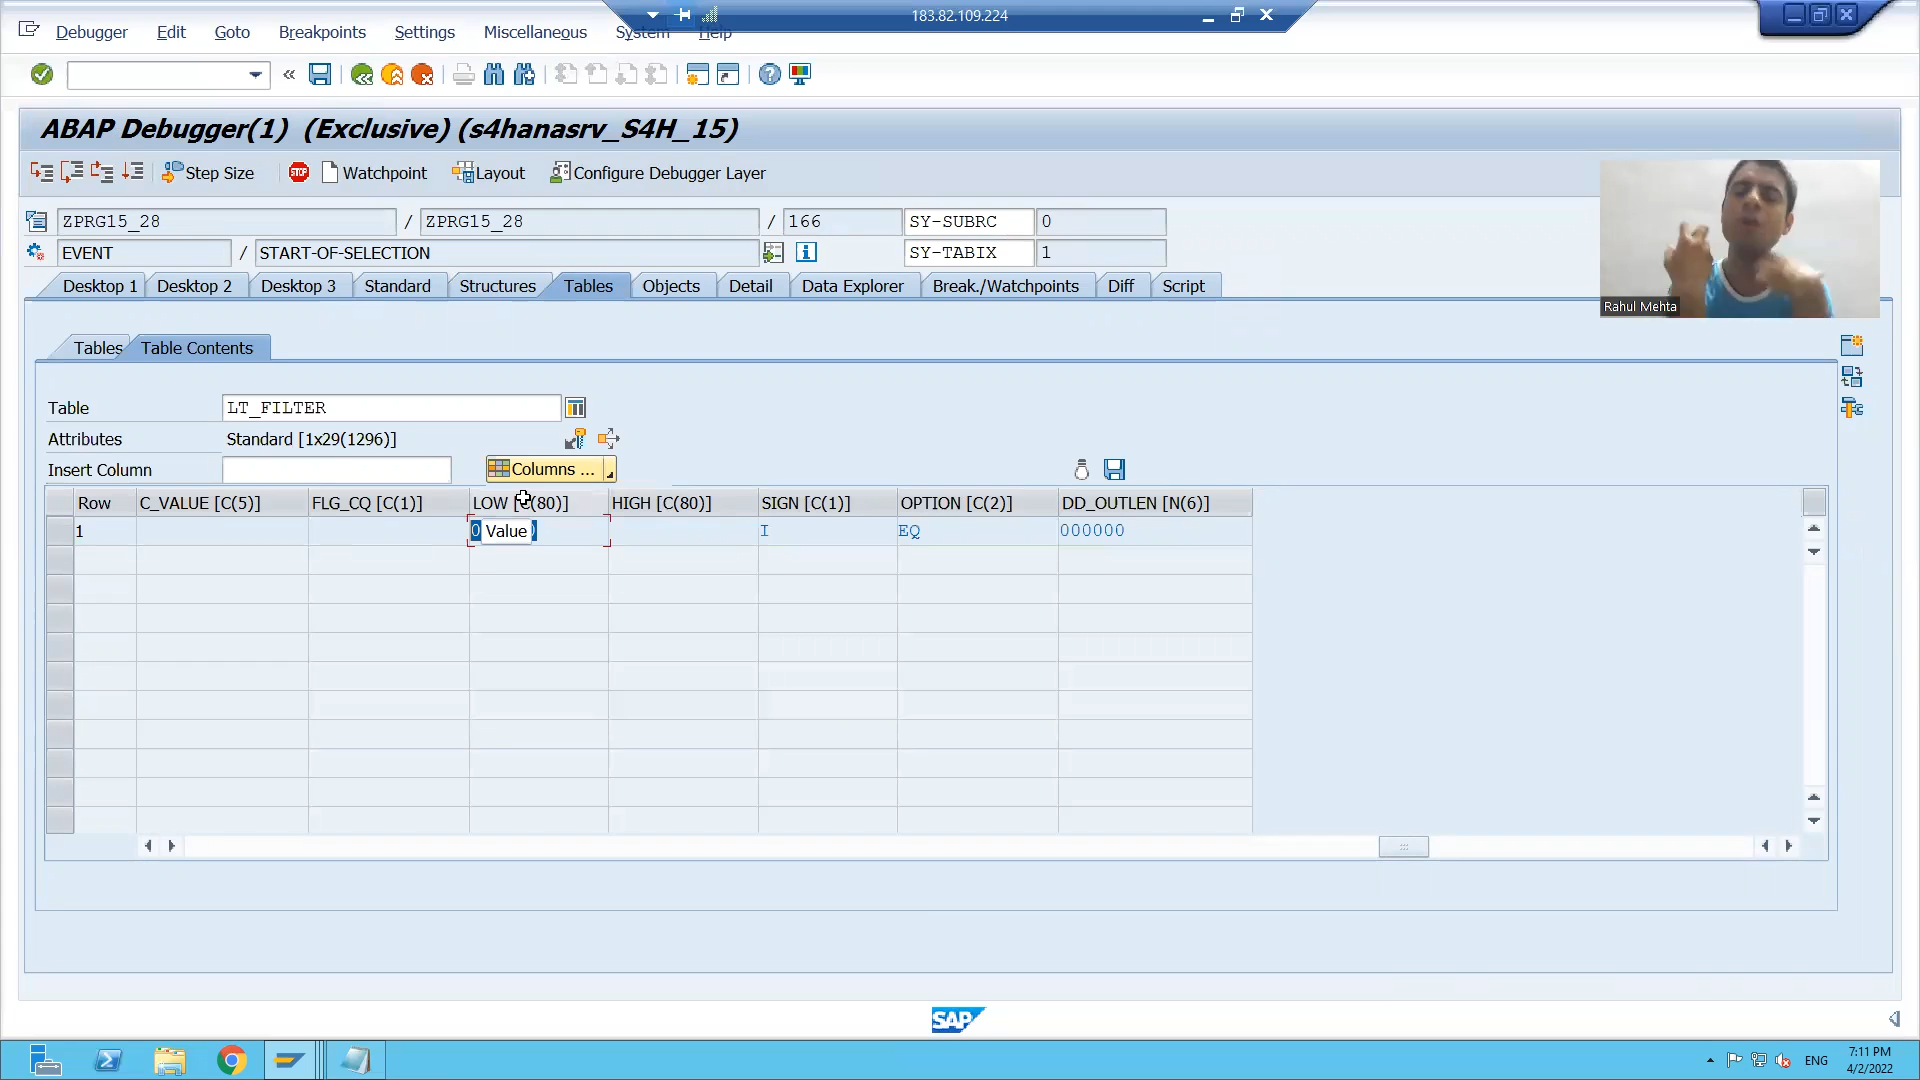 183.82.109.224
Debugger Edit Goto Breakpoints Settings Miscellaneous System Help
ABAP Debugger(1) (Exclusive) (s4hanasrv_S4H_15)
Step Size STOP Watchpoint Layout Configure Debugger Layer
ZPRG15_28 / ZPRG15_28 / 166 SY-SUBRC 0
EVENT / START-OF-SELECTION SY-TABIX 1
Rahul Mehta
Desktop 1 Desktop 2 Desktop 3 Standard Structures Tables Objects Detail Data Explorer Break./Watchpoints Diff Script
Tables Table Contents
Table LT_FILTER
Attributes Standard [1x29(1296)]
Insert Column Columns ...
Row C_VALUE [C(5)] FLG_CQ [C(1)] LOW [C(80)] HIGH [C(80)] SIGN [C(1)] OPTION [C(2)] DD_OUTLEN [N(6)]
1 0 Value I EQ 000000
SAP
ENG 7:11 PM
4/2/2022